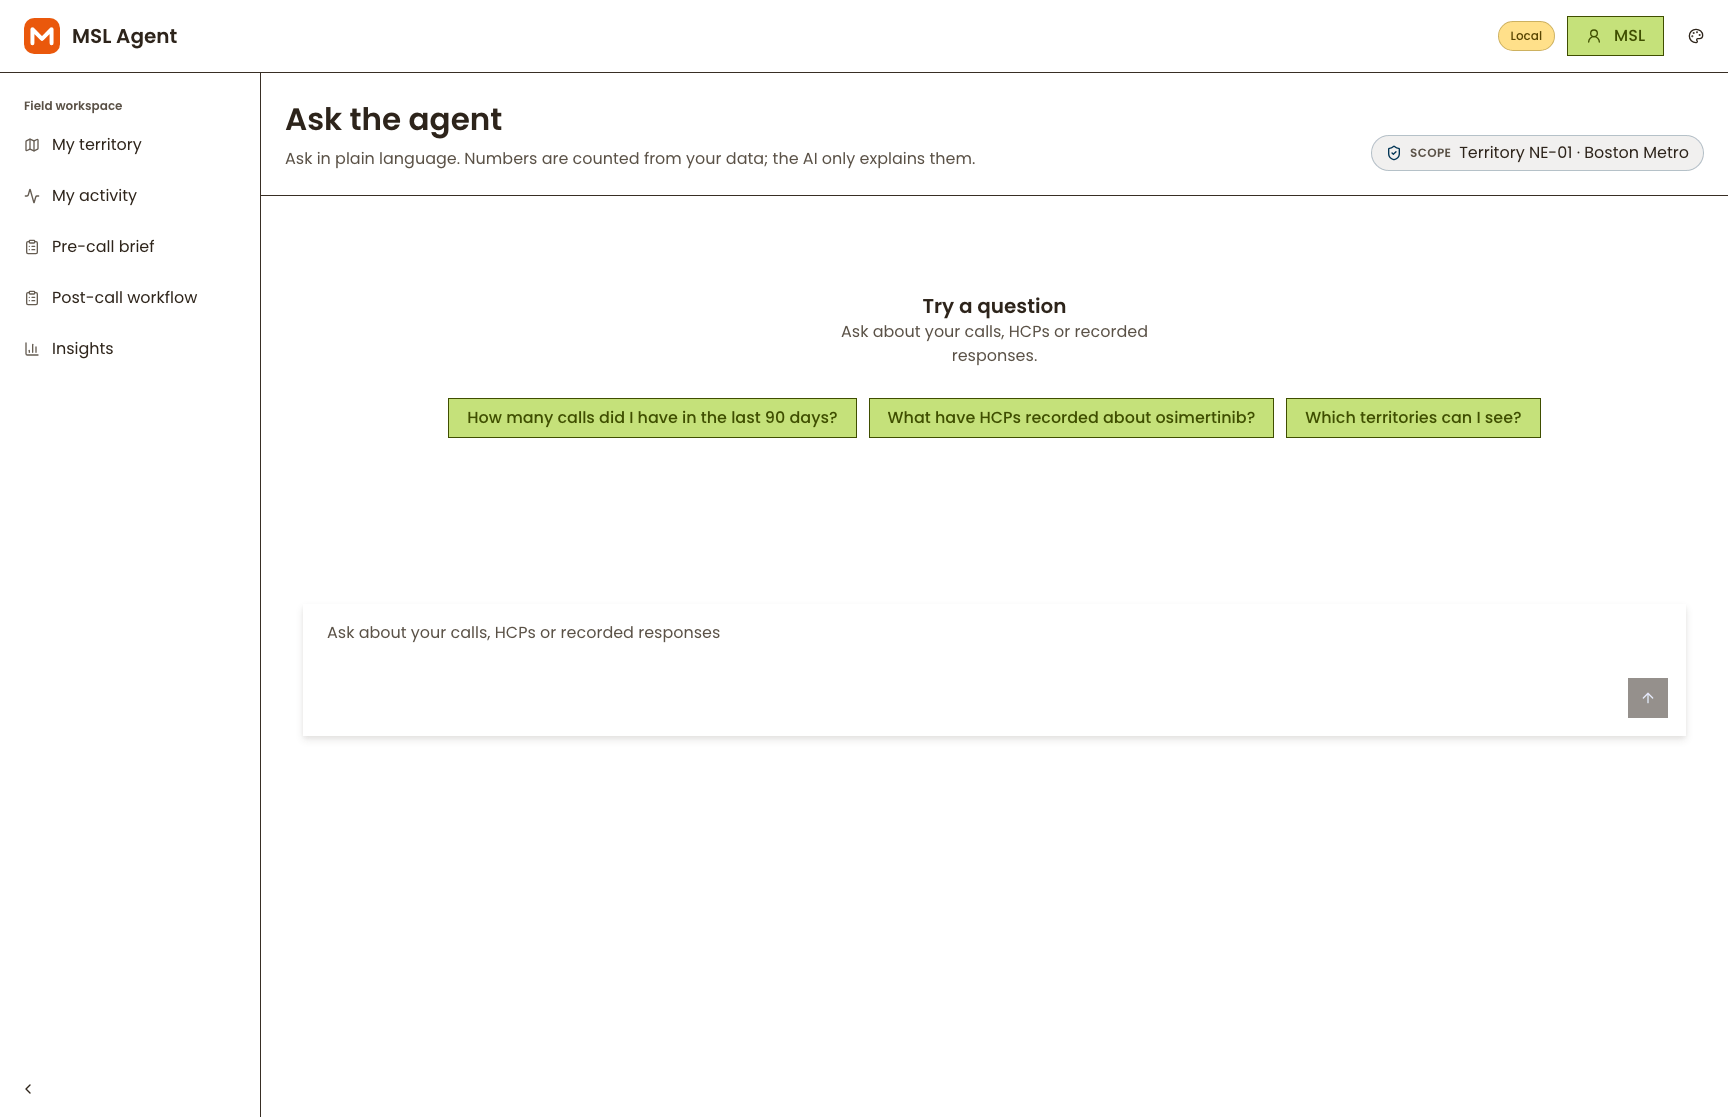 MSL Agent
Local
MSL
Field workspace
My territory
My activity
Pre-call brief
Post-call workflow
Insights
Ask the agent
Ask in plain language. Numbers are counted from your data; the AI only explains them.
SCOPE Territory NE-01 · Boston Metro
Try a question
Ask about your calls, HCPs or recorded
responses.
How many calls did I have in the last 90 days?
What have HCPs recorded about osimertinib?
Which territories can I see?
Ask about your calls, HCPs or recorded responses